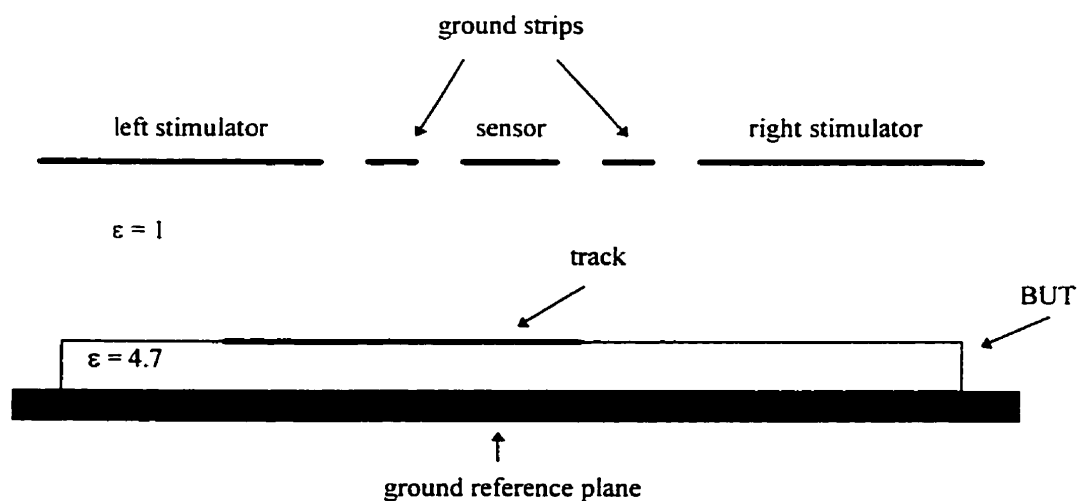 ground strips
left stimulator
sensor
right stimulator
ε = 1
track
BUT
ε = 4.7
ground reference plane